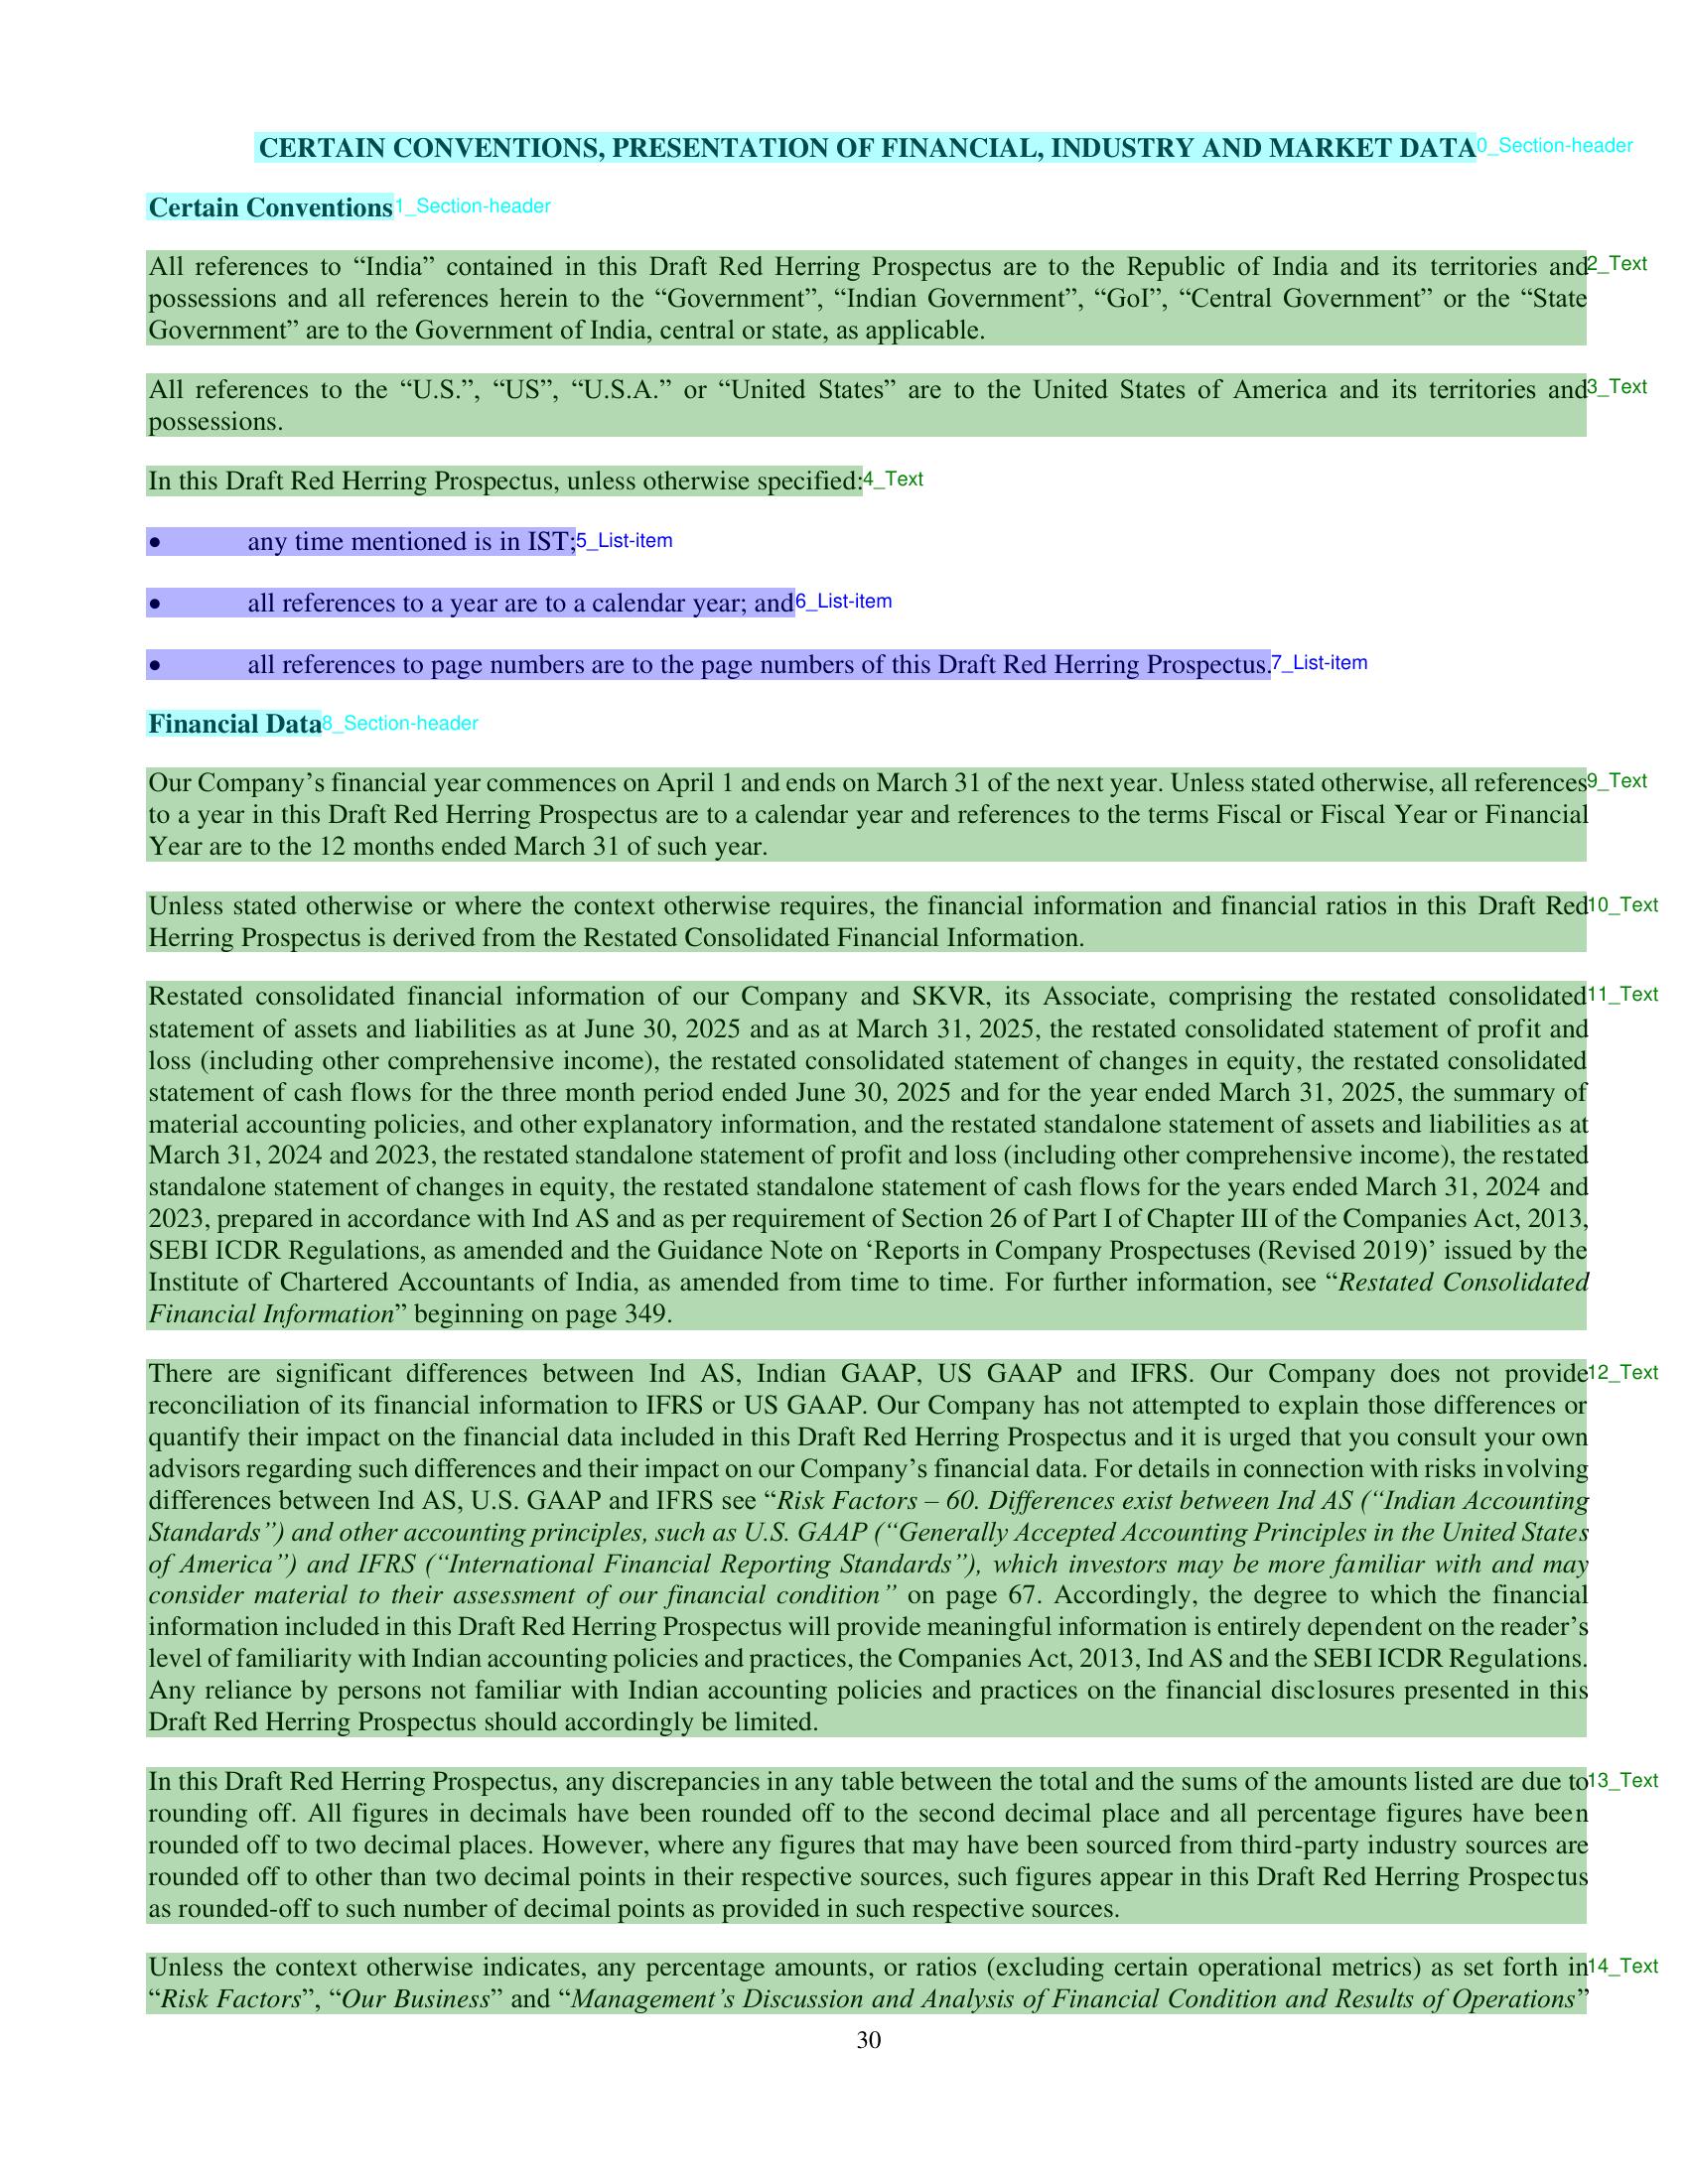 CERTAIN CONVENTIONS, PRESENTATION OF FINANCIAL, INDUSTRY AND MARKET DATA0_Section-header
Certain Conventions1_Section-header
All references to “India” contained in this Draft Red Herring Prospectus are to the Republic of India and its territories and2_Text
possessions and all references herein to the “Government”, “Indian Government”, “GoI”, “Central Government” or the “State
Government” are to the Government of India, central or state, as applicable.
All references to the “U.S.”, “US”, “U.S.A.” or “United States” are to the United States of America and its territories and3_Text
possessions.
In this Draft Red Herring Prospectus, unless otherwise specified:4_Text
• any time mentioned is in IST;5_List-item
• all references to a year are to a calendar year; and6_List-item
• all references to page numbers are to the page numbers of this Draft Red Herring Prospectus.7_List-item
Financial Data8_Section-header
Our Company’s financial year commences on April 1 and ends on March 31 of the next year. Unless stated otherwise, all references9_Text
to a year in this Draft Red Herring Prospectus are to a calendar year and references to the terms Fiscal or Fiscal Year or Financial
Year are to the 12 months ended March 31 of such year.
Unless stated otherwise or where the context otherwise requires, the financial information and financial ratios in this Draft Red10_Text
Herring Prospectus is derived from the Restated Consolidated Financial Information.
Restated consolidated financial information of our Company and SKVR, its Associate, comprising the restated consolidated11_Text
statement of assets and liabilities as at June 30, 2025 and as at March 31, 2025, the restated consolidated statement of profit and
loss (including other comprehensive income), the restated consolidated statement of changes in equity, the restated consolidated
statement of cash flows for the three month period ended June 30, 2025 and for the year ended March 31, 2025, the summary of
material accounting policies, and other explanatory information, and the restated standalone statement of assets and liabilities as at
March 31, 2024 and 2023, the restated standalone statement of profit and loss (including other comprehensive income), the restated
standalone statement of changes in equity, the restated standalone statement of cash flows for the years ended March 31, 2024 and
2023, prepared in accordance with Ind AS and as per requirement of Section 26 of Part I of Chapter III of the Companies Act, 2013,
SEBI ICDR Regulations, as amended and the Guidance Note on ‘Reports in Company Prospectuses (Revised 2019)’ issued by the
Institute of Chartered Accountants of India, as amended from time to time. For further information, see “Restated Consolidated
Financial Information” beginning on page 349.
There are significant differences between Ind AS, Indian GAAP, US GAAP and IFRS. Our Company does not provide12_Text
reconciliation of its financial information to IFRS or US GAAP. Our Company has not attempted to explain those differences or
quantify their impact on the financial data included in this Draft Red Herring Prospectus and it is urged that you consult your own
advisors regarding such differences and their impact on our Company’s financial data. For details in connection with risks involving
differences between Ind AS, U.S. GAAP and IFRS see “Risk Factors – 60. Differences exist between Ind AS (“Indian Accounting
Standards”) and other accounting principles, such as U.S. GAAP (“Generally Accepted Accounting Principles in the United States
of America”) and IFRS (“International Financial Reporting Standards”), which investors may be more familiar with and may
consider material to their assessment of our financial condition” on page 67. Accordingly, the degree to which the financial
information included in this Draft Red Herring Prospectus will provide meaningful information is entirely dependent on the reader’s
level of familiarity with Indian accounting policies and practices, the Companies Act, 2013, Ind AS and the SEBI ICDR Regulations.
Any reliance by persons not familiar with Indian accounting policies and practices on the financial disclosures presented in this
Draft Red Herring Prospectus should accordingly be limited.
In this Draft Red Herring Prospectus, any discrepancies in any table between the total and the sums of the amounts listed are due to13_Text
rounding off. All figures in decimals have been rounded off to the second decimal place and all percentage figures have been
rounded off to two decimal places. However, where any figures that may have been sourced from third-party industry sources are
rounded off to other than two decimal points in their respective sources, such figures appear in this Draft Red Herring Prospectus
as rounded-off to such number of decimal points as provided in such respective sources.
Unless the context otherwise indicates, any percentage amounts, or ratios (excluding certain operational metrics) as set forth in14_Text
“Risk Factors”, “Our Business” and “Management’s Discussion and Analysis of Financial Condition and Results of Operations”
30